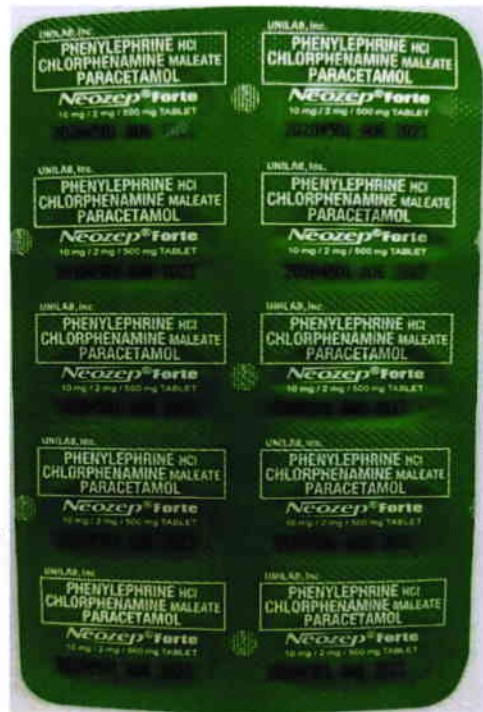 UNILAB, Inc.
PHENYLEPHRINE HCl
CHLORPHENAMINE MALEATE
PARACETAMOL
Neozep® Forte
10 mg / 2 mg / 500 mg TABLET
UNILAB, Inc.
PHENYLEPHRINE HCl
CHLORPHENAMINE MALEATE
PARACETAMOL
Neozep® Forte
10 mg / 2 mg / 500 mg TABLET
UNILAB, Inc.
PHENYLEPHRINE HCl
CHLORPHENAMINE MALEATE
PARACETAMOL
Neozep® Forte
10 mg / 2 mg / 500 mg TABLET
UNILAB, Inc.
PHENYLEPHRINE HCl
CHLORPHENAMINE MALEATE
PARACETAMOL
Neozep® Forte
10 mg / 2 mg / 500 mg TABLET
UNILAB, Inc.
PHENYLEPHRINE HCl
CHLORPHENAMINE MALEATE
PARACETAMOL
Neozep® Forte
10 mg / 2 mg / 500 mg TABLET
UNILAB, Inc.
PHENYLEPHRINE HCl
CHLORPHENAMINE MALEATE
PARACETAMOL
Neozep® Forte
10 mg / 2 mg / 500 mg TABLET
UNILAB, Inc.
PHENYLEPHRINE HCl
CHLORPHENAMINE MALEATE
PARACETAMOL
Neozep® Forte
10 mg / 2 mg / 500 mg TABLET
UNILAB, Inc.
PHENYLEPHRINE HCl
CHLORPHENAMINE MALEATE
PARACETAMOL
Neozep® Forte
10 mg / 2 mg / 500 mg TABLET
UNILAB, Inc.
PHENYLEPHRINE HCl
CHLORPHENAMINE MALEATE
PARACETAMOL
Neozep® Forte
10 mg / 2 mg / 500 mg TABLET
UNILAB, Inc.
PHENYLEPHRINE HCl
CHLORPHENAMINE MALEATE
PARACETAMOL
Neozep® Forte
10 mg / 2 mg / 500 mg TABLET